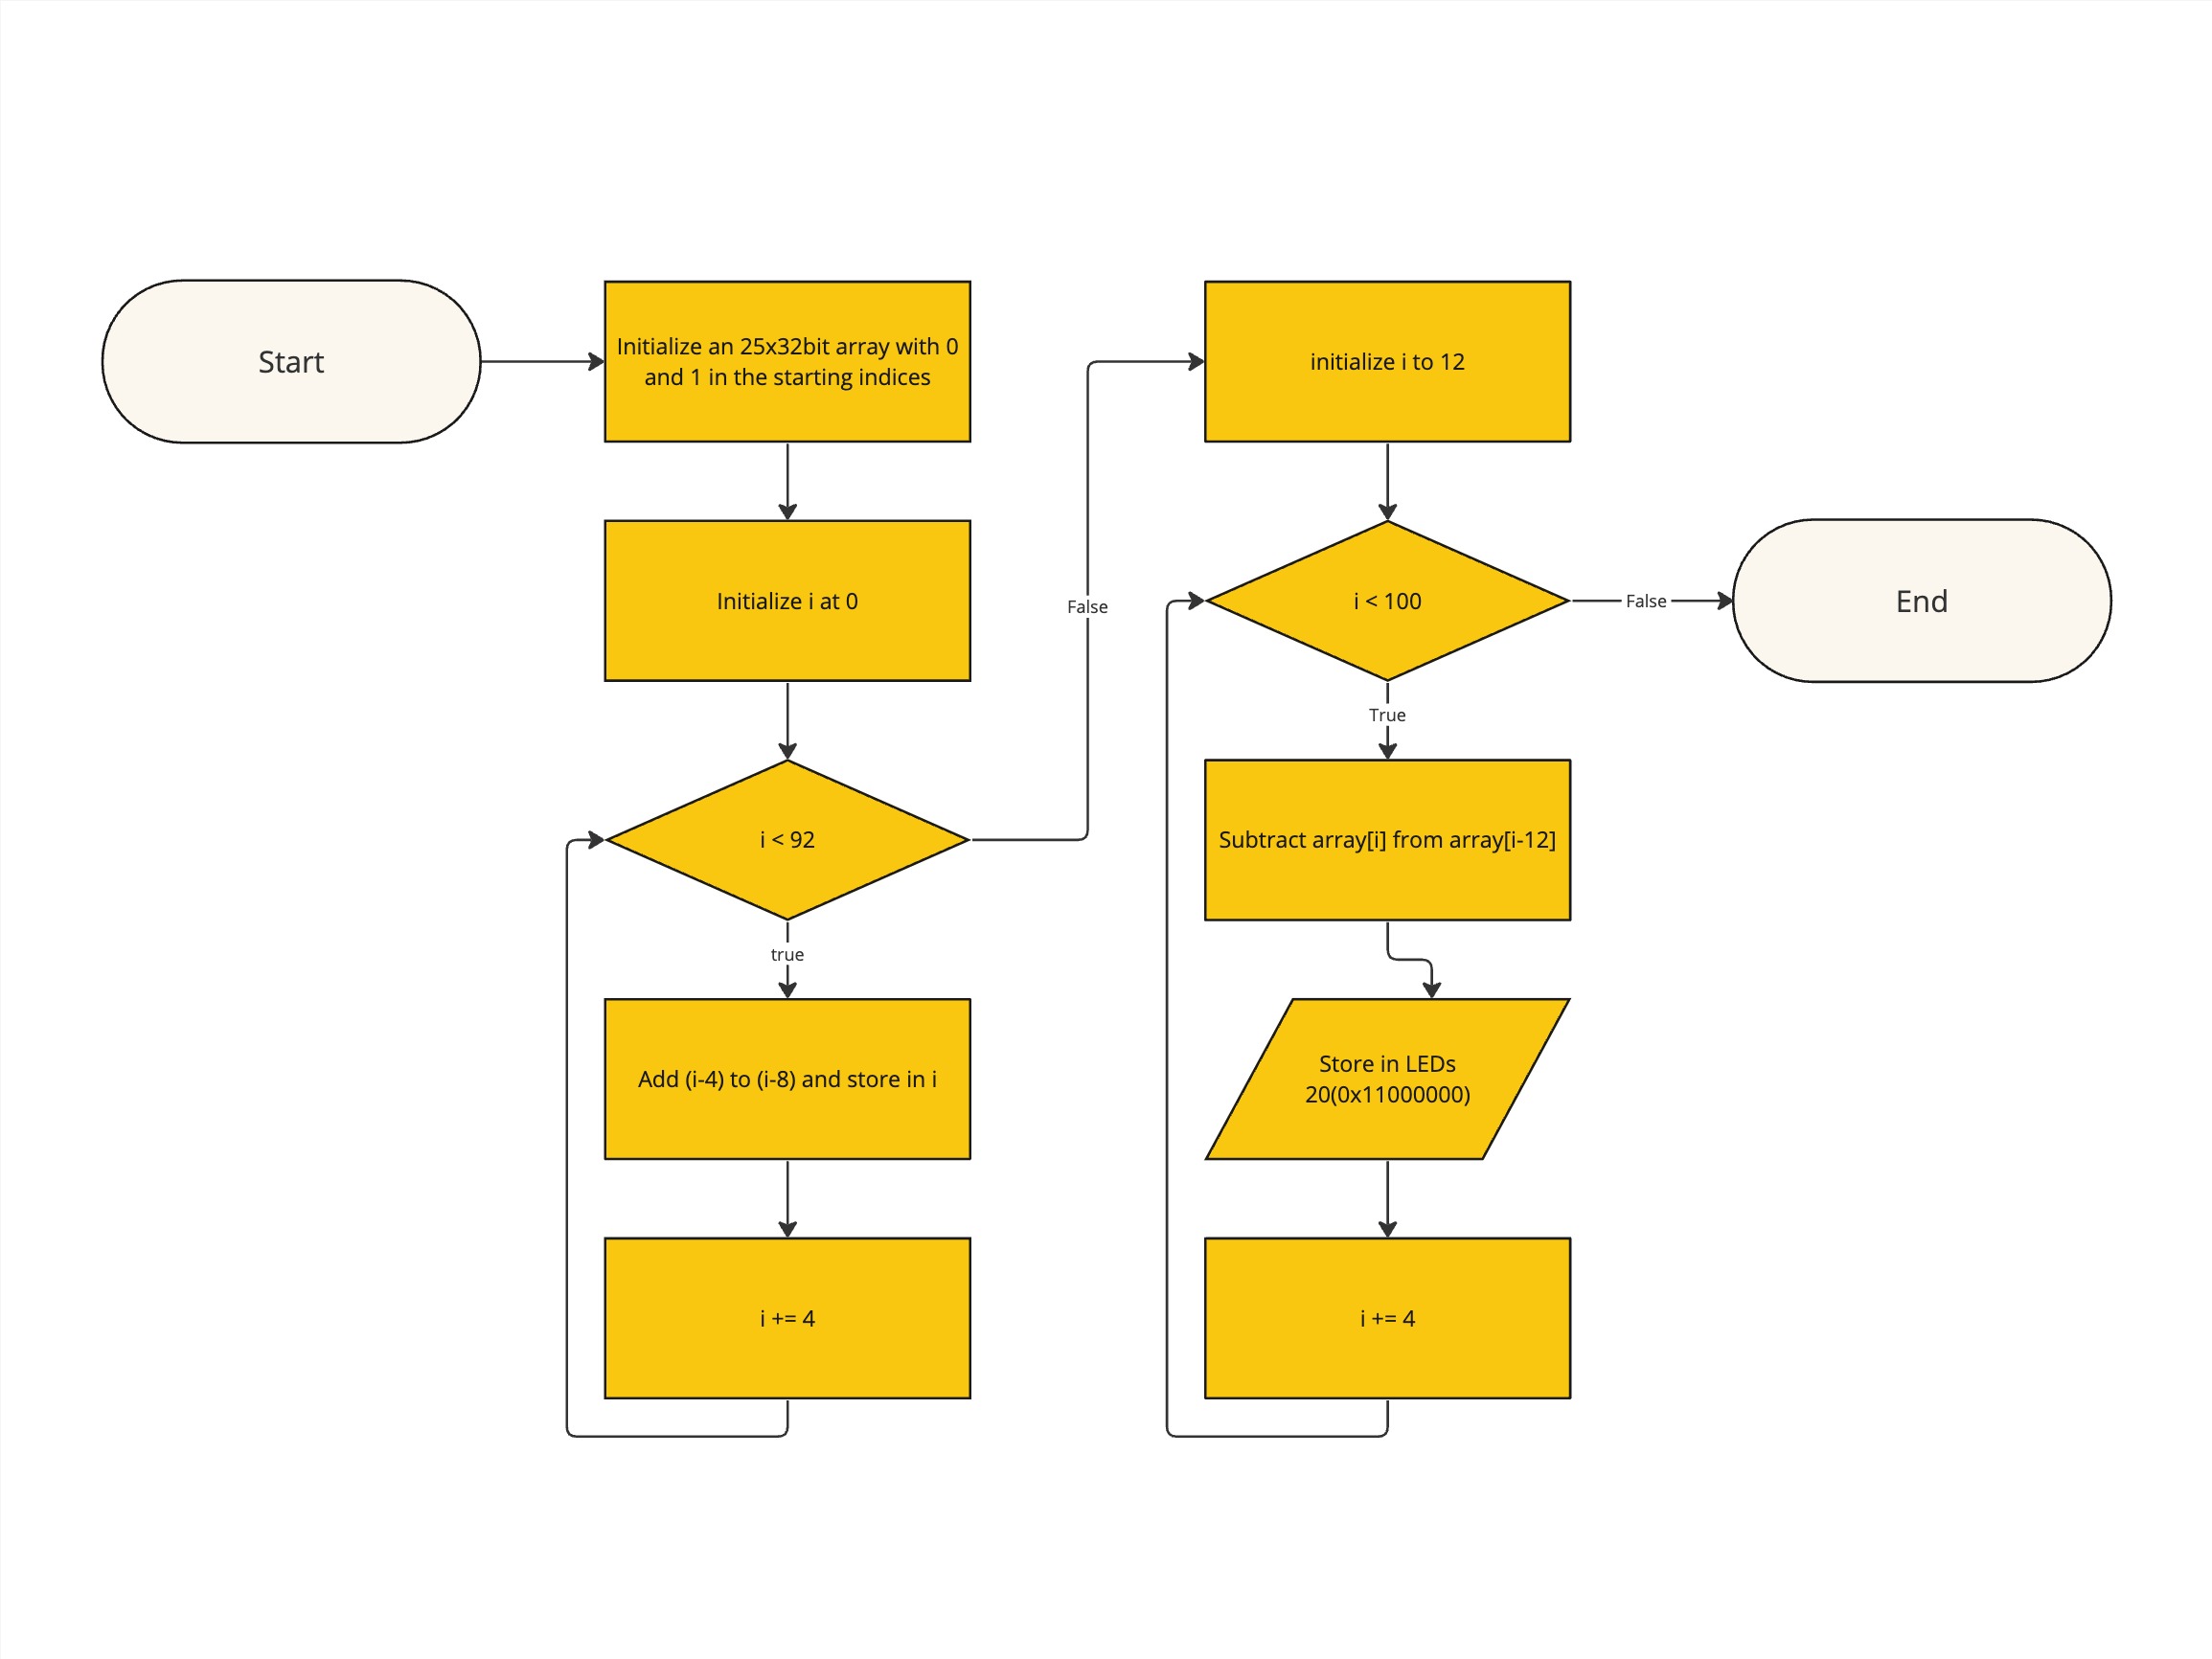 Start
Initialize an 25x32bit array with 0
and 1 in the starting indices
Initialize i at 0
i < 92
true
Add (i-4) to (i-8) and store in i
i += 4
False
initialize i to 12
i < 100
False
End
True
Subtract array[i] from array[i-12]
Store in LEDs
20(0x11000000)
i += 4